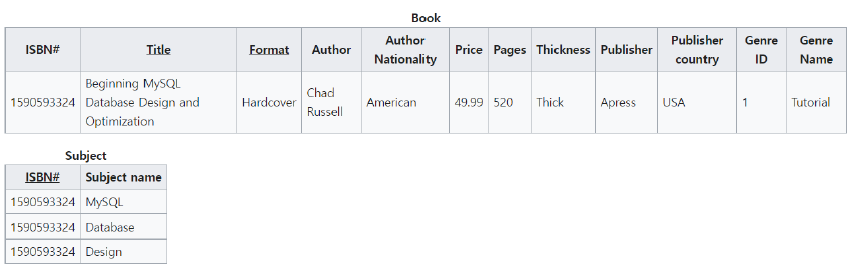 Book
ISBN# Title Format Author Author Nationality Price Pages Thickness Publisher Publisher country Genre ID Genre Name
1590593324 Beginning MySQL Database Design and Optimization Hardcover Chad Russell American 49.99 520 Thick Apress USA 1 Tutorial
Subject
ISBN# Subject name
1590593324 MySQL
1590593324 Database
1590593324 Design